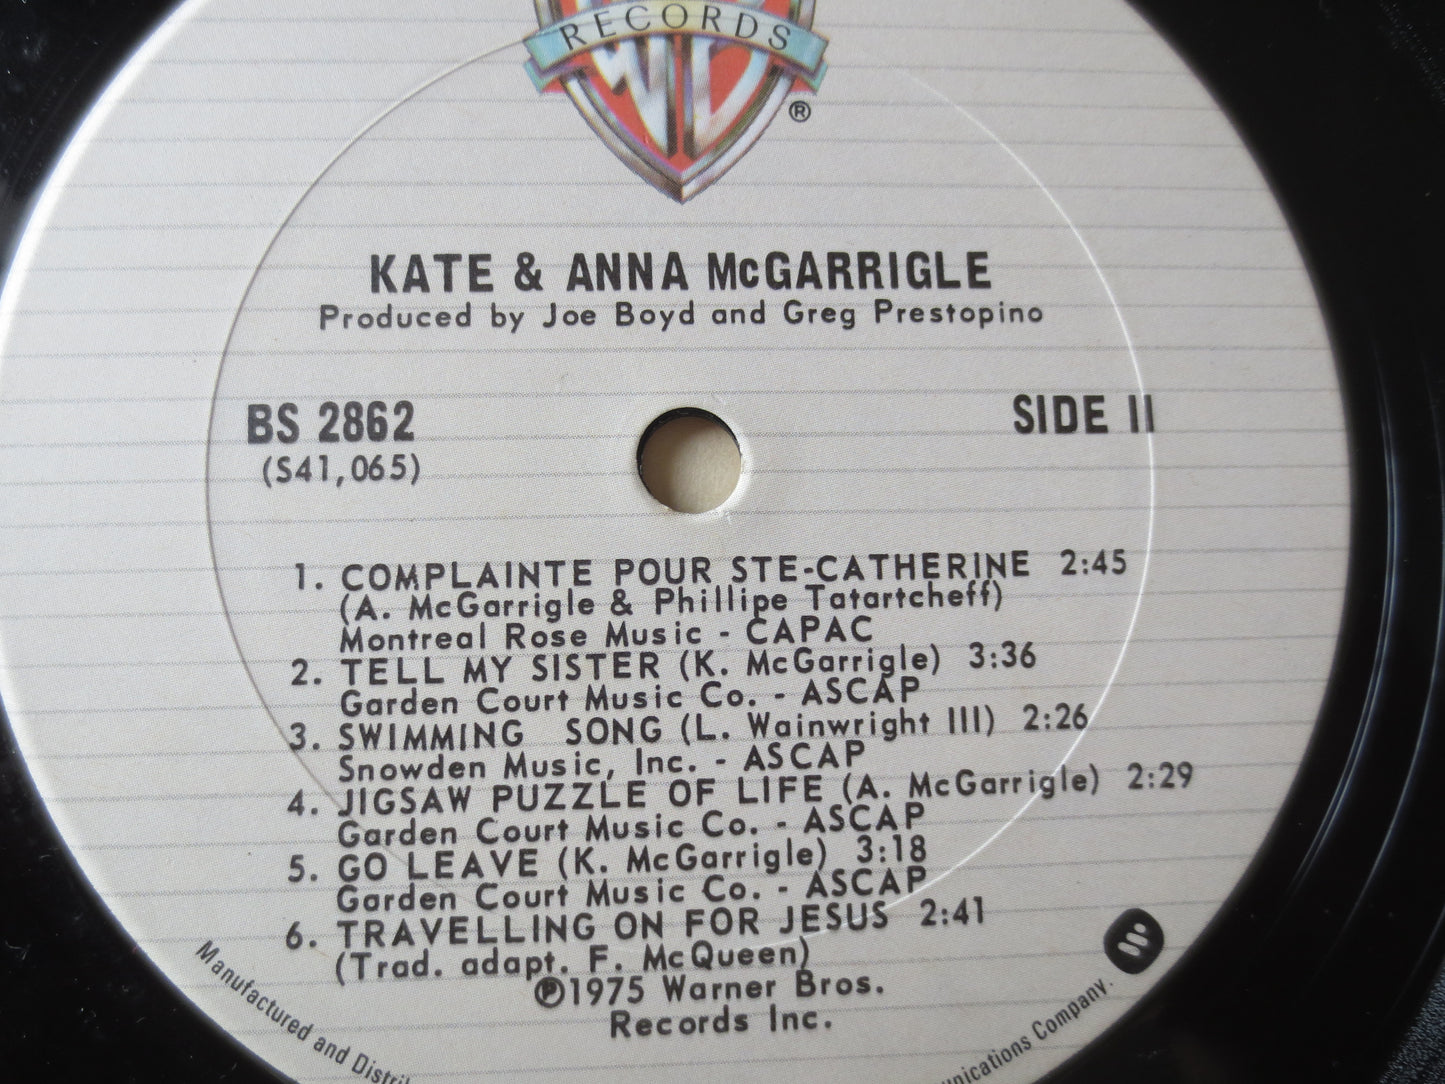 RECORDS
®
KATE & ANNA McGARRIGLE
Produced by Joe Boyd and Greg Prestopino
BS 2862
(S41,065)
SIDE II
1. COMPLAINTE POUR STE-CATHERINE 2:45
(A. McGarrigle & Phillipe Tatartcheff)
Montreal Rose Music - CAPAC
2. TELL MY SISTER (K. McGarrigle) 3:36
Garden Court Music Co. - ASCAP
3. SWIMMING SONG (L. Wainwright III) 2:26
Snowden Music, Inc. - ASCAP
4. JIGSAW PUZZLE OF LIFE (A. McGarrigle) 2:29
Garden Court Music Co. - ASCAP
5. GO LEAVE (K. McGarrigle) 3:18
Garden Court Music Co. - ASCAP
6. TRAVELLING ON FOR JESUS 2:41
(Trad. adapt. F. McQueen)
℗1975 Warner Bros.
Records Inc.
Manufactured and Distri
unications Company.